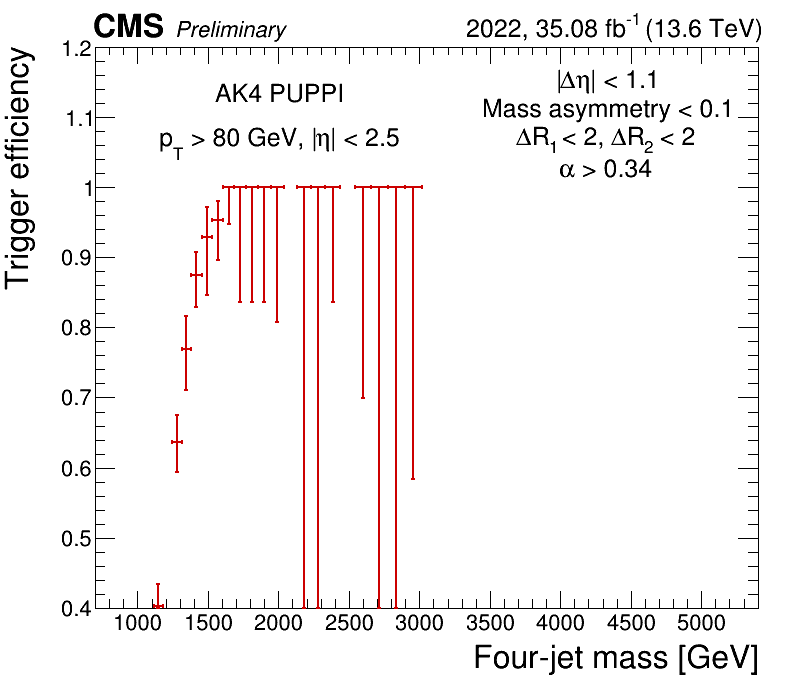 CMS Preliminary 2022, 35.08 fb⁻¹ (13.6 TeV)
AK4 PUPPI
p_T > 80 GeV, |η| < 2.5
|Δη| < 1.1
Mass asymmetry < 0.1
ΔR₁ < 2, ΔR₂ < 2
α > 0.34
Trigger efficiency
1.2
1.1
1
0.9
0.8
0.7
0.6
0.5
0.4
1000 1500 2000 2500 3000 3500 4000 4500 5000
Four-jet mass [GeV]